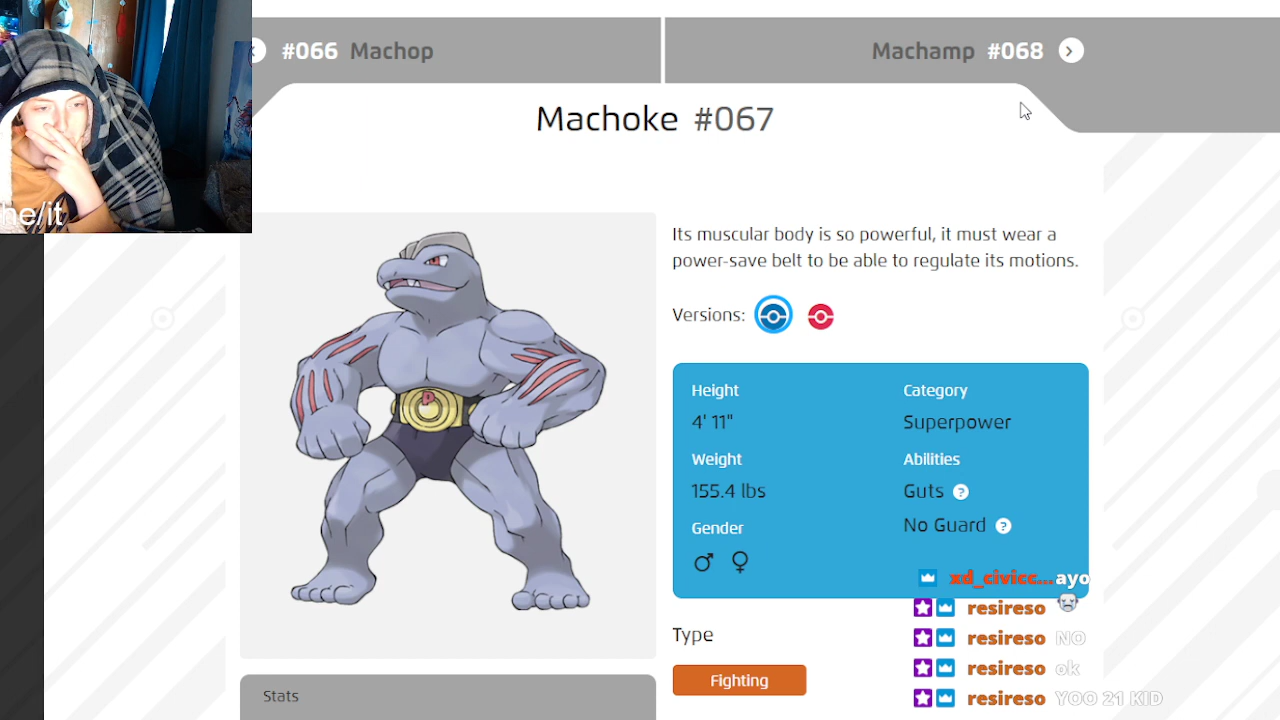 #066 Machop
Machamp #068
Machoke #067
he/it
Its muscular body is so powerful, it must wear a
power-save belt to be able to regulate its motions.
Versions:
Height
4' 11"
Weight
155.4 lbs
Gender
Category
Superpower
Abilities
Guts ?
No Guard ?
Type
Fighting
Stats
xd_civicc... ayo
resireso
resireso NO
resireso ok
resireso YOO 21 KID